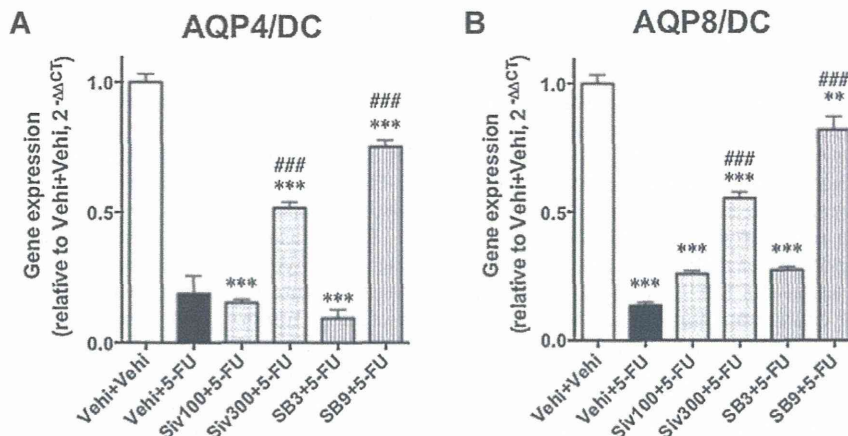 A
AQP4/DC
Gene expression
(relative to Vehi+Vehi, 2 -ΔΔCT)
1.0
0.5
0.0
***
***
###
***
***
###
Vehi+Vehi
Vehi+5-FU
Siv100+5-FU
Siv300+5-FU
SB3+5-FU
SB9+5-FU
B
AQP8/DC
Gene expression
(relative to Vehi+Vehi, 2 -ΔΔCT)
1.0
0.5
0.0
***
***
###
***
***
###
**
Vehi+Vehi
Vehi+5-FU
Siv100+5-FU
Siv300+5-FU
SB3+5-FU
SB9+5-FU